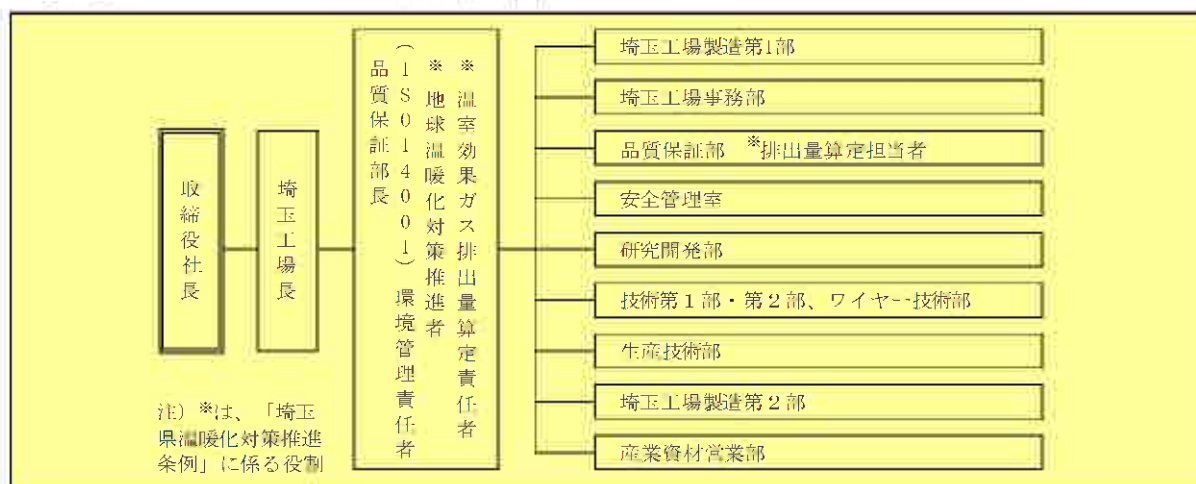 取締役社長
埼玉工場長
※温室効果ガス排出量算定責任者
※地球温暖化対策推進者
(ISO14001)環境管理責任者
品質保証部長
埼玉工場製造第1部
埼玉工場事務部
品質保証部　※排出量算定担当者
安全管理室
研究開発部
技術第１部・第２部、ワイヤー技術部
生産技術部
埼玉工場製造第２部
産業資材営業部
注）※は、「埼玉
県温暖化対策推進
条例」に係る役割